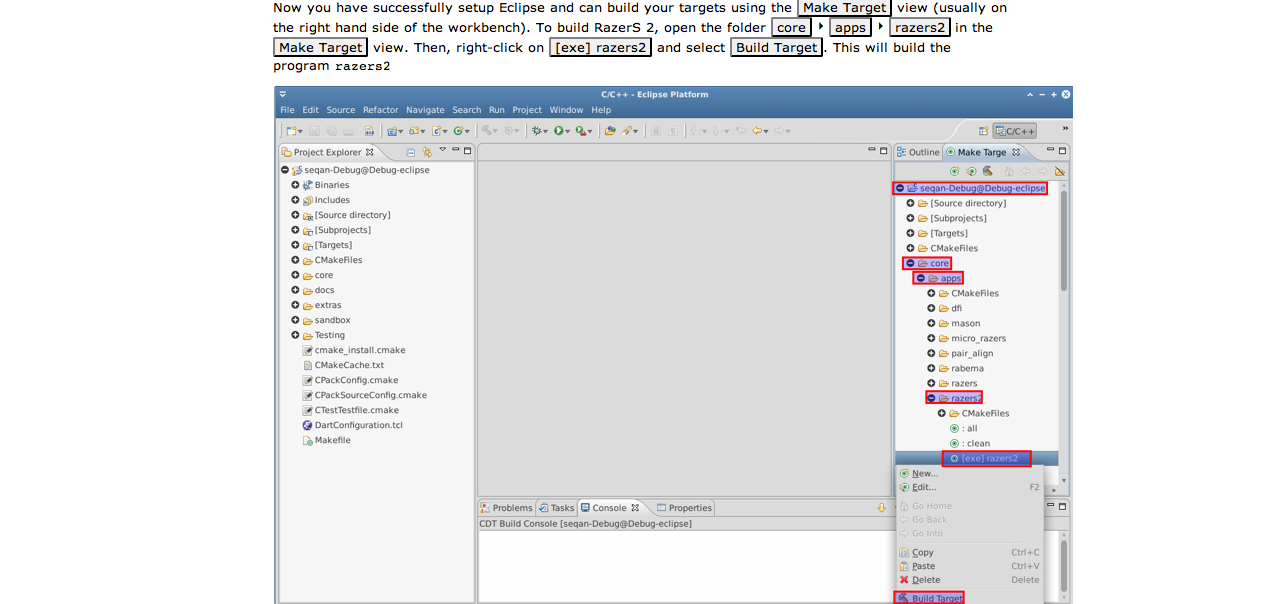 Now you have successfully setup Eclipse and can build your targets using the Make Target view (usually on
the right hand side of the workbench). To build RazerS 2, open the folder core ‣ apps ‣ razers2 in the
Make Target view. Then, right-click on [exe] razers2 and select Build Target. This will build the
program razers2
C/C++ - Eclipse Platform
File Edit Source Refactor Navigate Search Run Project Window Help
C/C++
Project Explorer
seqan-Debug@Debug-eclipse
Binaries
Includes
[Source directory]
[Subprojects]
[Targets]
CMakeFiles
core
docs
extras
sandbox
Testing
cmake_install.cmake
CMakeCache.txt
CPackConfig.cmake
CPackSourceConfig.cmake
CTestTestfile.cmake
DartConfiguration.tcl
Makefile
Outline Make Targe
seqan-Debug@Debug-eclipse
[Source directory]
[Subprojects]
[Targets]
CMakeFiles
core
apps
CMakeFiles
dfi
mason
micro_razers
pair_align
rabema
razers
razers2
CMakeFiles
: all
: clean
[exe] razers2
New...
Edit... F2
Go Home
Go Back
Go Into
Copy Ctrl+C
Paste Ctrl+V
Delete Delete
Build Target
Problems Tasks Console Properties
CDT Build Console [seqan-Debug@Debug-eclipse]